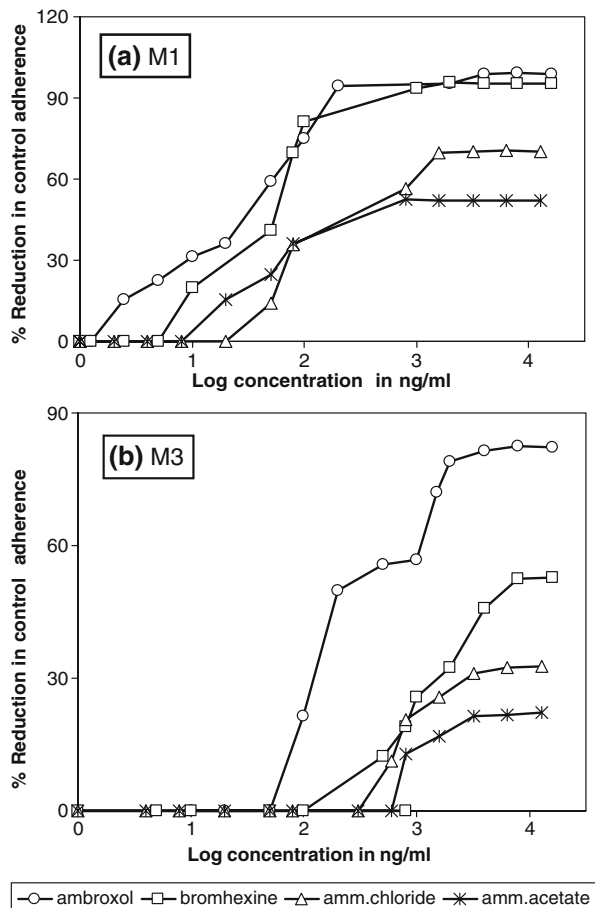 120
(a) M1
90
60
30
0
% Reduction in control adherence
0 1 2 3 4
Log concentration in ng/ml
90
(b) M3
60
30
0
% Reduction in control adherence
0 1 2 3 4
Log concentration in ng/ml
ambroxol bromhexine amm.chloride amm.acetate